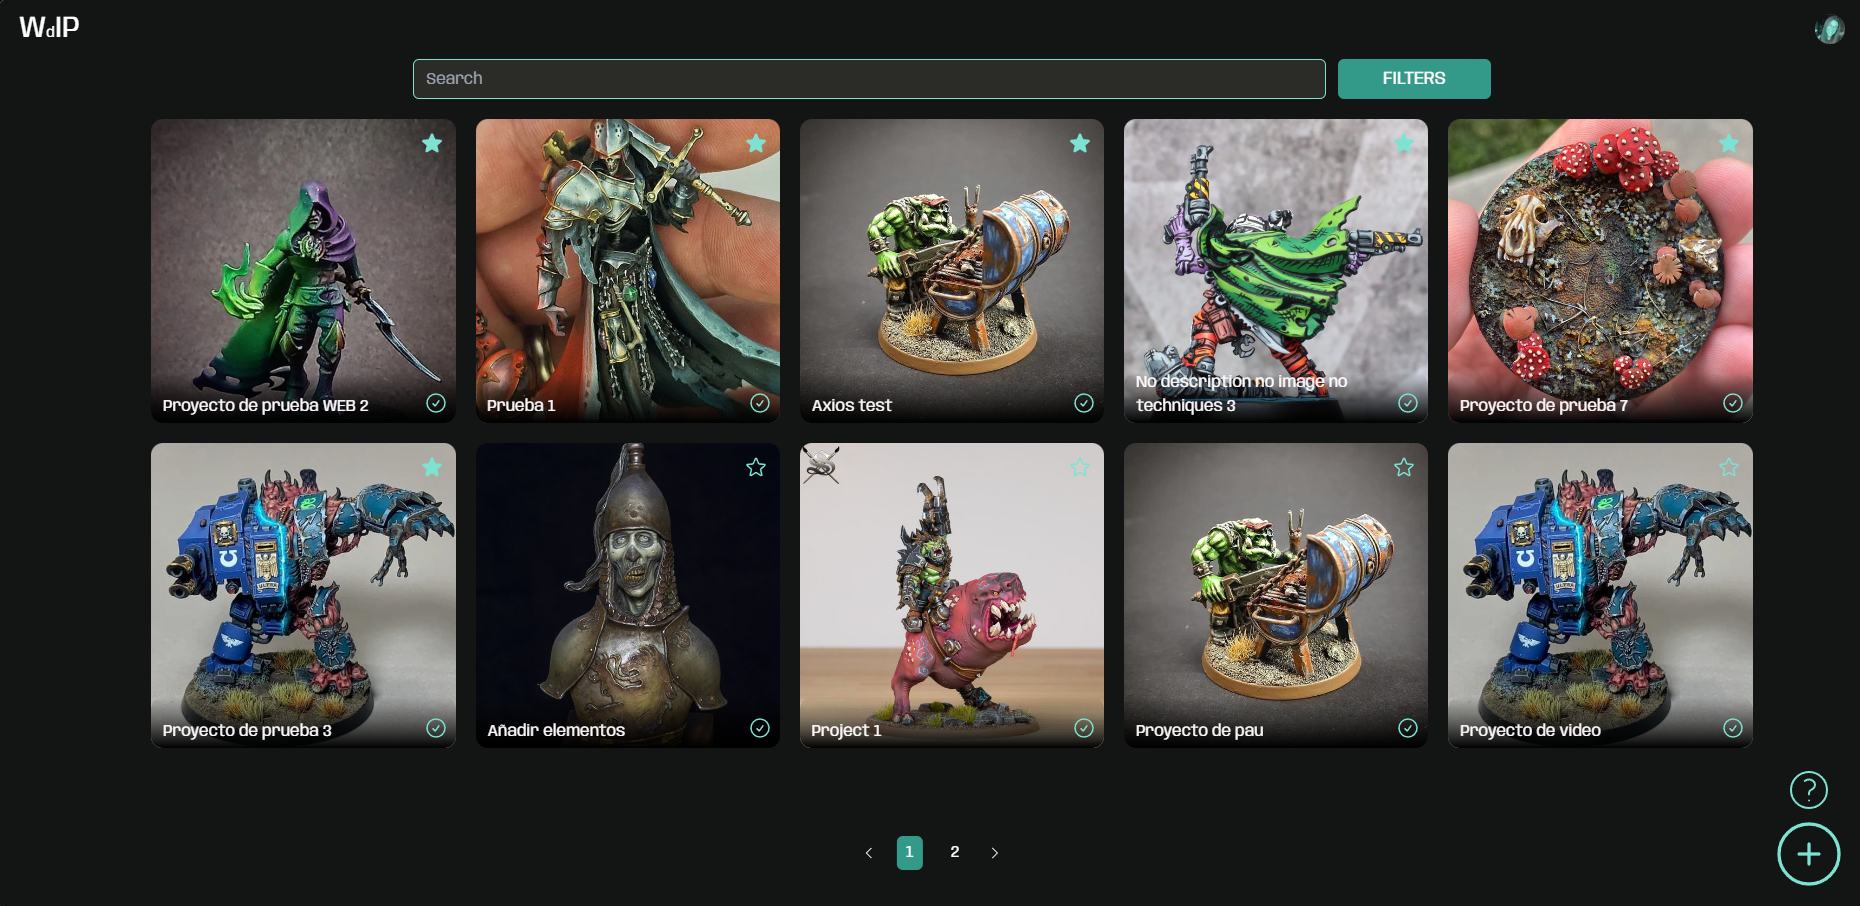 WdIP
Search
FILTERS
Proyecto de prueba WEB 2
Prueba 1
Axios test
No description no image no
techniques 3
Proyecto de prueba 7
ULTRA
Proyecto de prueba 3
Añadir elementos
Project 1
Proyecto de pau
ULTRA
Proyecto de video
?
1
2